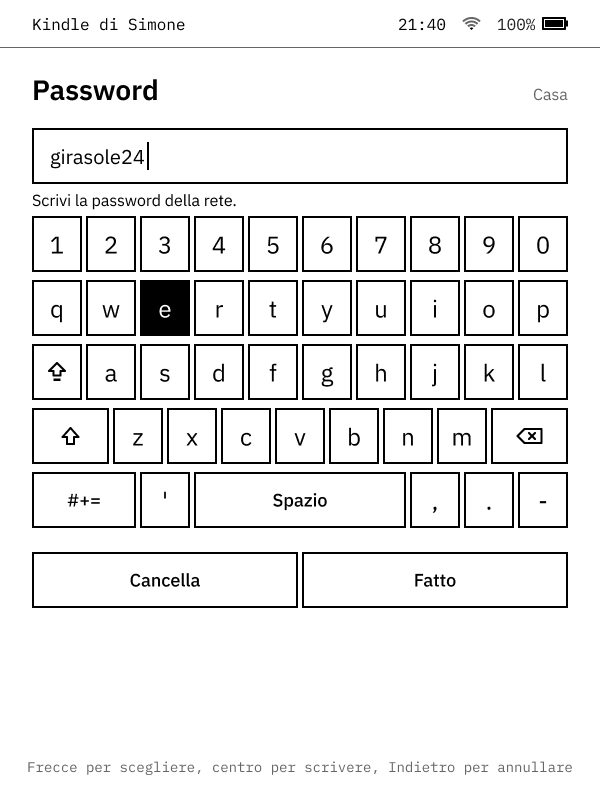 Kindle di Simone 21:40 100%
Password Casa
girasole24
Scrivi la password della rete.
1 2 3 4 5 6 7 8 9 0
q w e r t y u i o p
a s d f g h j k l
z x c v b n m
#+= ' Spazio , . -
Cancella Fatto
Frecce per scegliere, centro per scrivere, Indietro per annullare